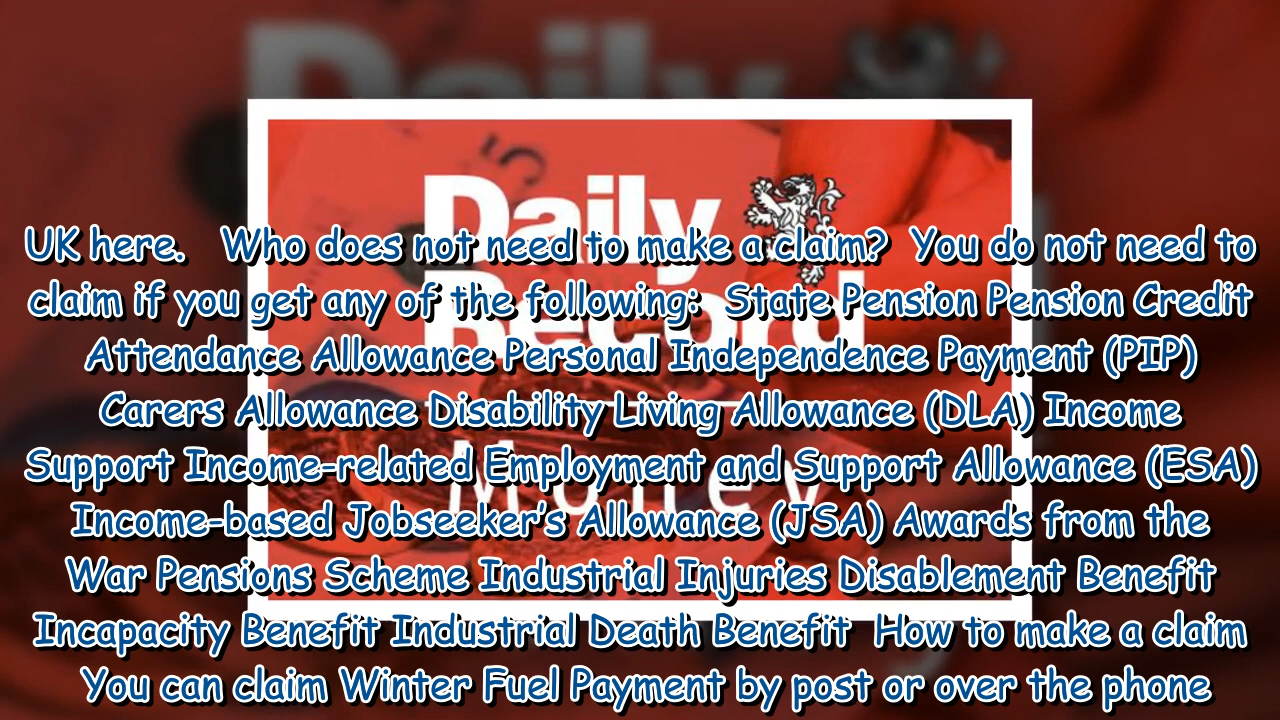 Daily
Record
Money
5
UK here. Who does not need to make a claim? You do not need to
claim if you get any of the following: State Pension Pension Credit
Attendance Allowance Personal Independence Payment (PIP)
Carers Allowance Disability Living Allowance (DLA) Income
Support Income-related Employment and Support Allowance (ESA)
Income-based Jobseeker's Allowance (JSA) Awards from the
War Pensions Scheme Industrial Injuries Disablement Benefit
Incapacity Benefit Industrial Death Benefit How to make a claim
You can claim Winter Fuel Payment by post or over the phone